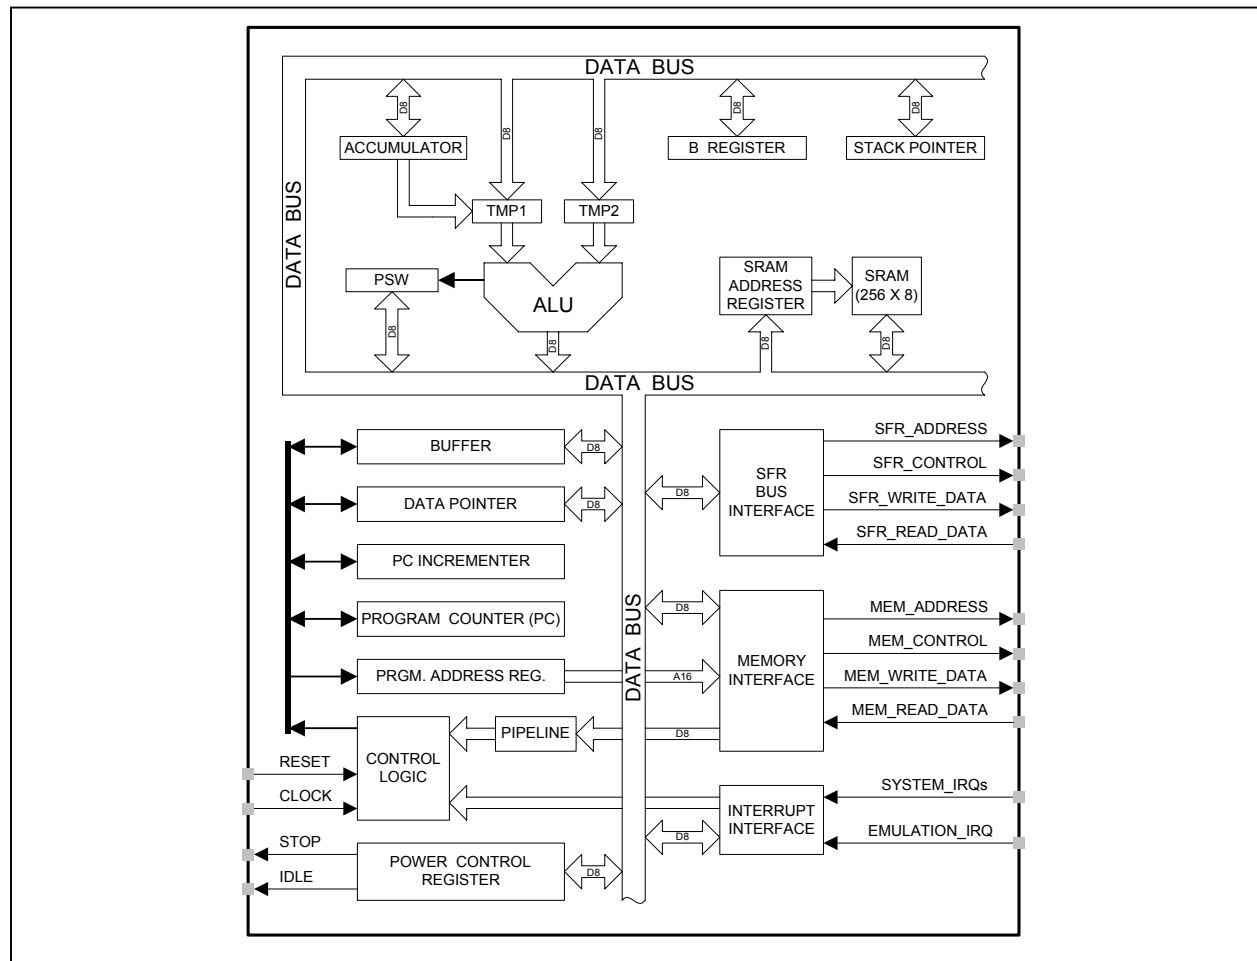 DATA BUS
D8
D8
D8
D8
D8
ACCUMULATOR
B REGISTER
STACK POINTER
DATA BUS
TMP1
TMP2
PSW
ALU
SRAM
ADDRESS
REGISTER
SRAM
(256 X 8)
D8
D8
D8
D8
DATA BUS
BUFFER
D8
DATA POINTER
D8
PC INCREMENTER
PROGRAM COUNTER (PC)
PRGM. ADDRESS REG.
A16
DATA BUS
D8
SFR
BUS
INTERFACE
SFR_ADDRESS
SFR_CONTROL
SFR_WRITE_DATA
SFR_READ_DATA
D8
MEMORY
INTERFACE
MEM_ADDRESS
MEM_CONTROL
MEM_WRITE_DATA
MEM_READ_DATA
PIPELINE
D8
RESET
CLOCK
CONTROL
LOGIC
INTERRUPT
INTERFACE
D8
SYSTEM_IRQs
EMULATION_IRQ
STOP
IDLE
POWER CONTROL
REGISTER
D8